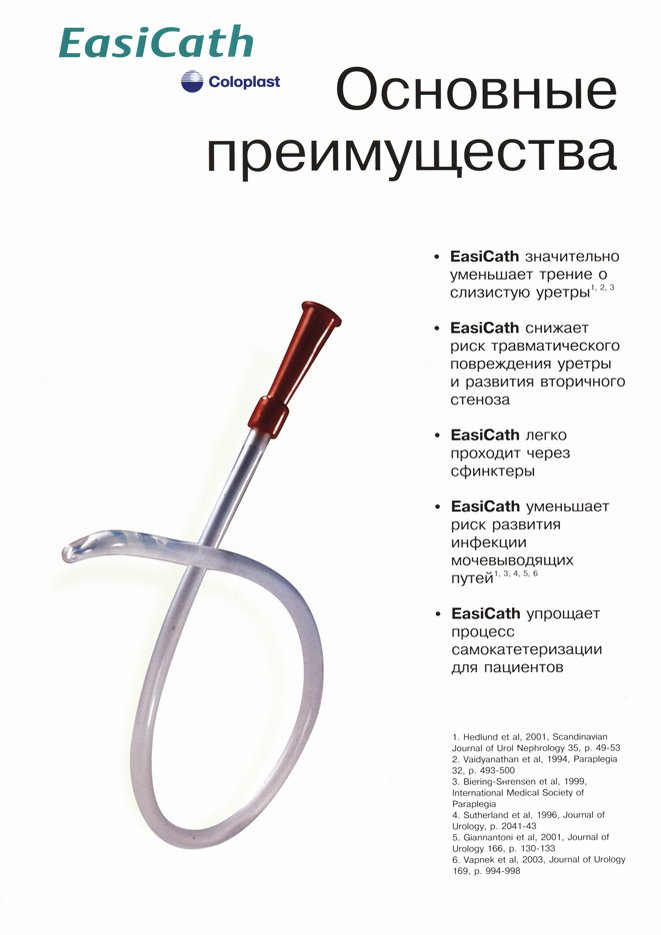 EasiCath
Coloplast
Основные
преимущества
• EasiCath значительно
уменьшает трение о
слизистую уретры1, 2, 3
• EasiCath снижает
риск травматического
повреждения уретры
и развития вторичного
стеноза
• EasiCath легко
проходит через
сфинктеры
• EasiCath уменьшает
риск развития
инфекции
мочевыводящих
путей1, 3, 4, 5, 6
• EasiCath упрощает
процесс
самокатетеризации
для пациентов
1. Hedlund et al, 2001, Scandinavian
Journal of Urol Nephrology 35, p. 49-53
2. Vaidyanathan et al, 1994, Paraplegia
32, p. 493-500
3. Biering-Sнrensen et al, 1999,
International Medical Society of
Paraplegia
4. Sutherland et al, 1996, Journal of
Urology, p. 2041-43
5. Giannantoni et al, 2001, Journal of
Urology 166, p. 130-133
6. Vapnek et al, 2003, Journal of Urology
169, p. 994-998